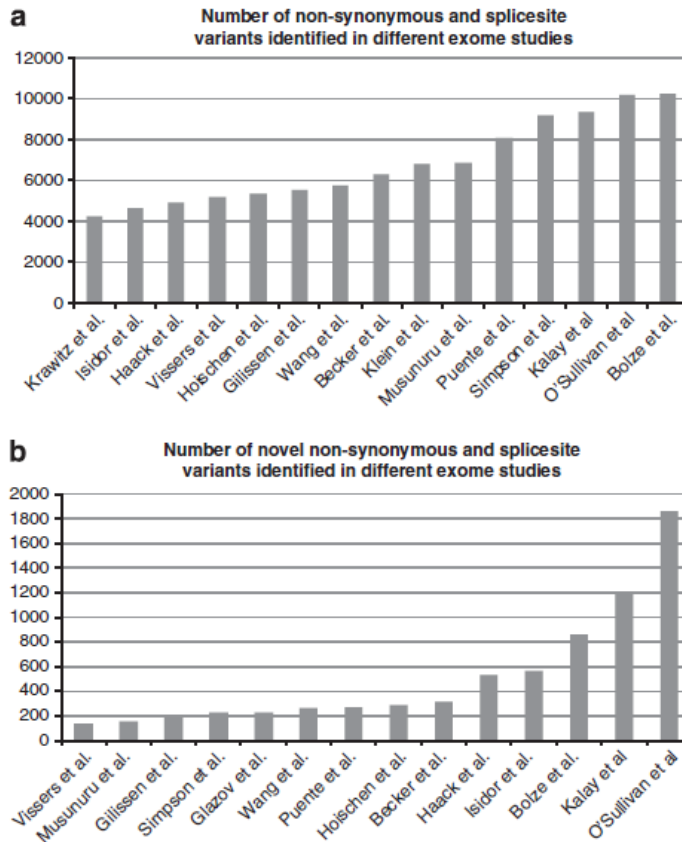 a
Number of non-synonymous and splicesite
variants identified in different exome studies
12000
10000
8000
6000
4000
2000
0
Krawitz et al.
Isidor et al.
Haack et al.
Vissers et al.
Hoischen et al.
Gilissen et al.
Wang et al.
Becker et al.
Klein et al.
Musunuru et al.
Puente et al.
Simpson et al.
Kalay et al
O'Sullivan et al
Bolze et al.
b
Number of novel non-synonymous and splicesite
variants identified in different exome studies
2000
1800
1600
1400
1200
1000
800
600
400
200
0
Vissers et al.
Musunuru et al.
Gilissen et al.
Simpson et al.
Glazov et al.
Wang et al.
Puente et al.
Hoischen et al.
Becker et al.
Haack et al.
Isidor et al.
Bolze et al.
Kalay et al
O'Sullivan et al